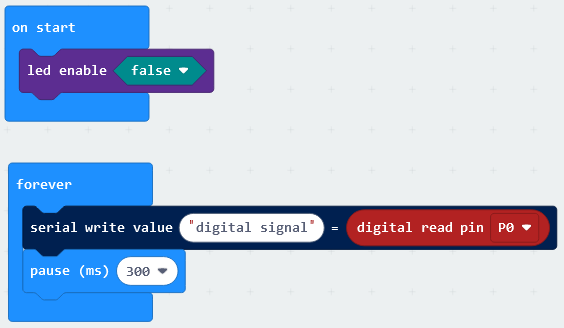 on start
led enable false
forever
serial write value "digital signal" = digital read pin P0
pause (ms) 300